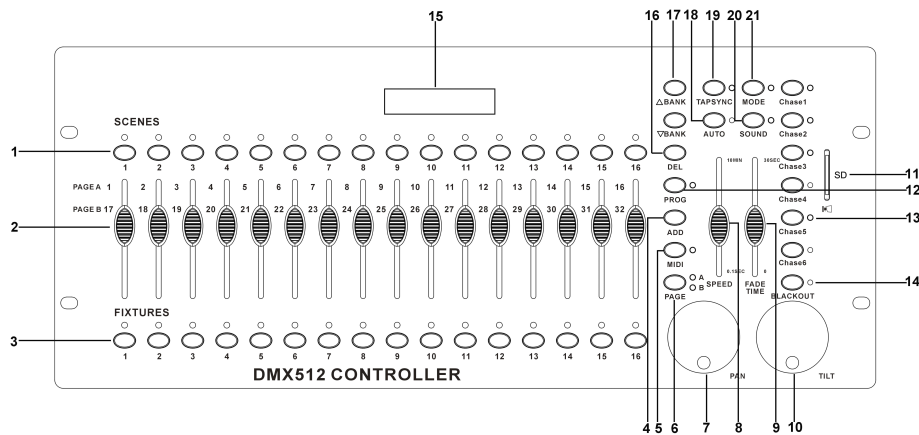 15 16 17 18 19 20 21
△BANK TAPSYNC MODE Chase1
▽BANK AUTO SOUND Chase2
SCENES
1
1 2 3 4 5 6 7 8 9 10 11 12 13 14 15 16
DEL 10MIN 30SEC Chase3
SD 11
PAGE A 1 2 3 4 5 6 7 8 9 10 11 12 13 14 15 16
PROG Chase4 12
PAGE B 17 18 19 20 21 22 23 24 25 26 27 28 29 30 31 32
2
4 ADD Chase5 13
5 MIDI Chase6
A
B
PAGE 0.1SEC SPEED 0 FADE TIME BLACKOUT 14
FIXTURES
3
1 2 3 4 5 6 7 8 9 10 11 12 13 14 15 16
DMX512 CONTROLLER
PAN TILT
4 5 6 7 8 9 10